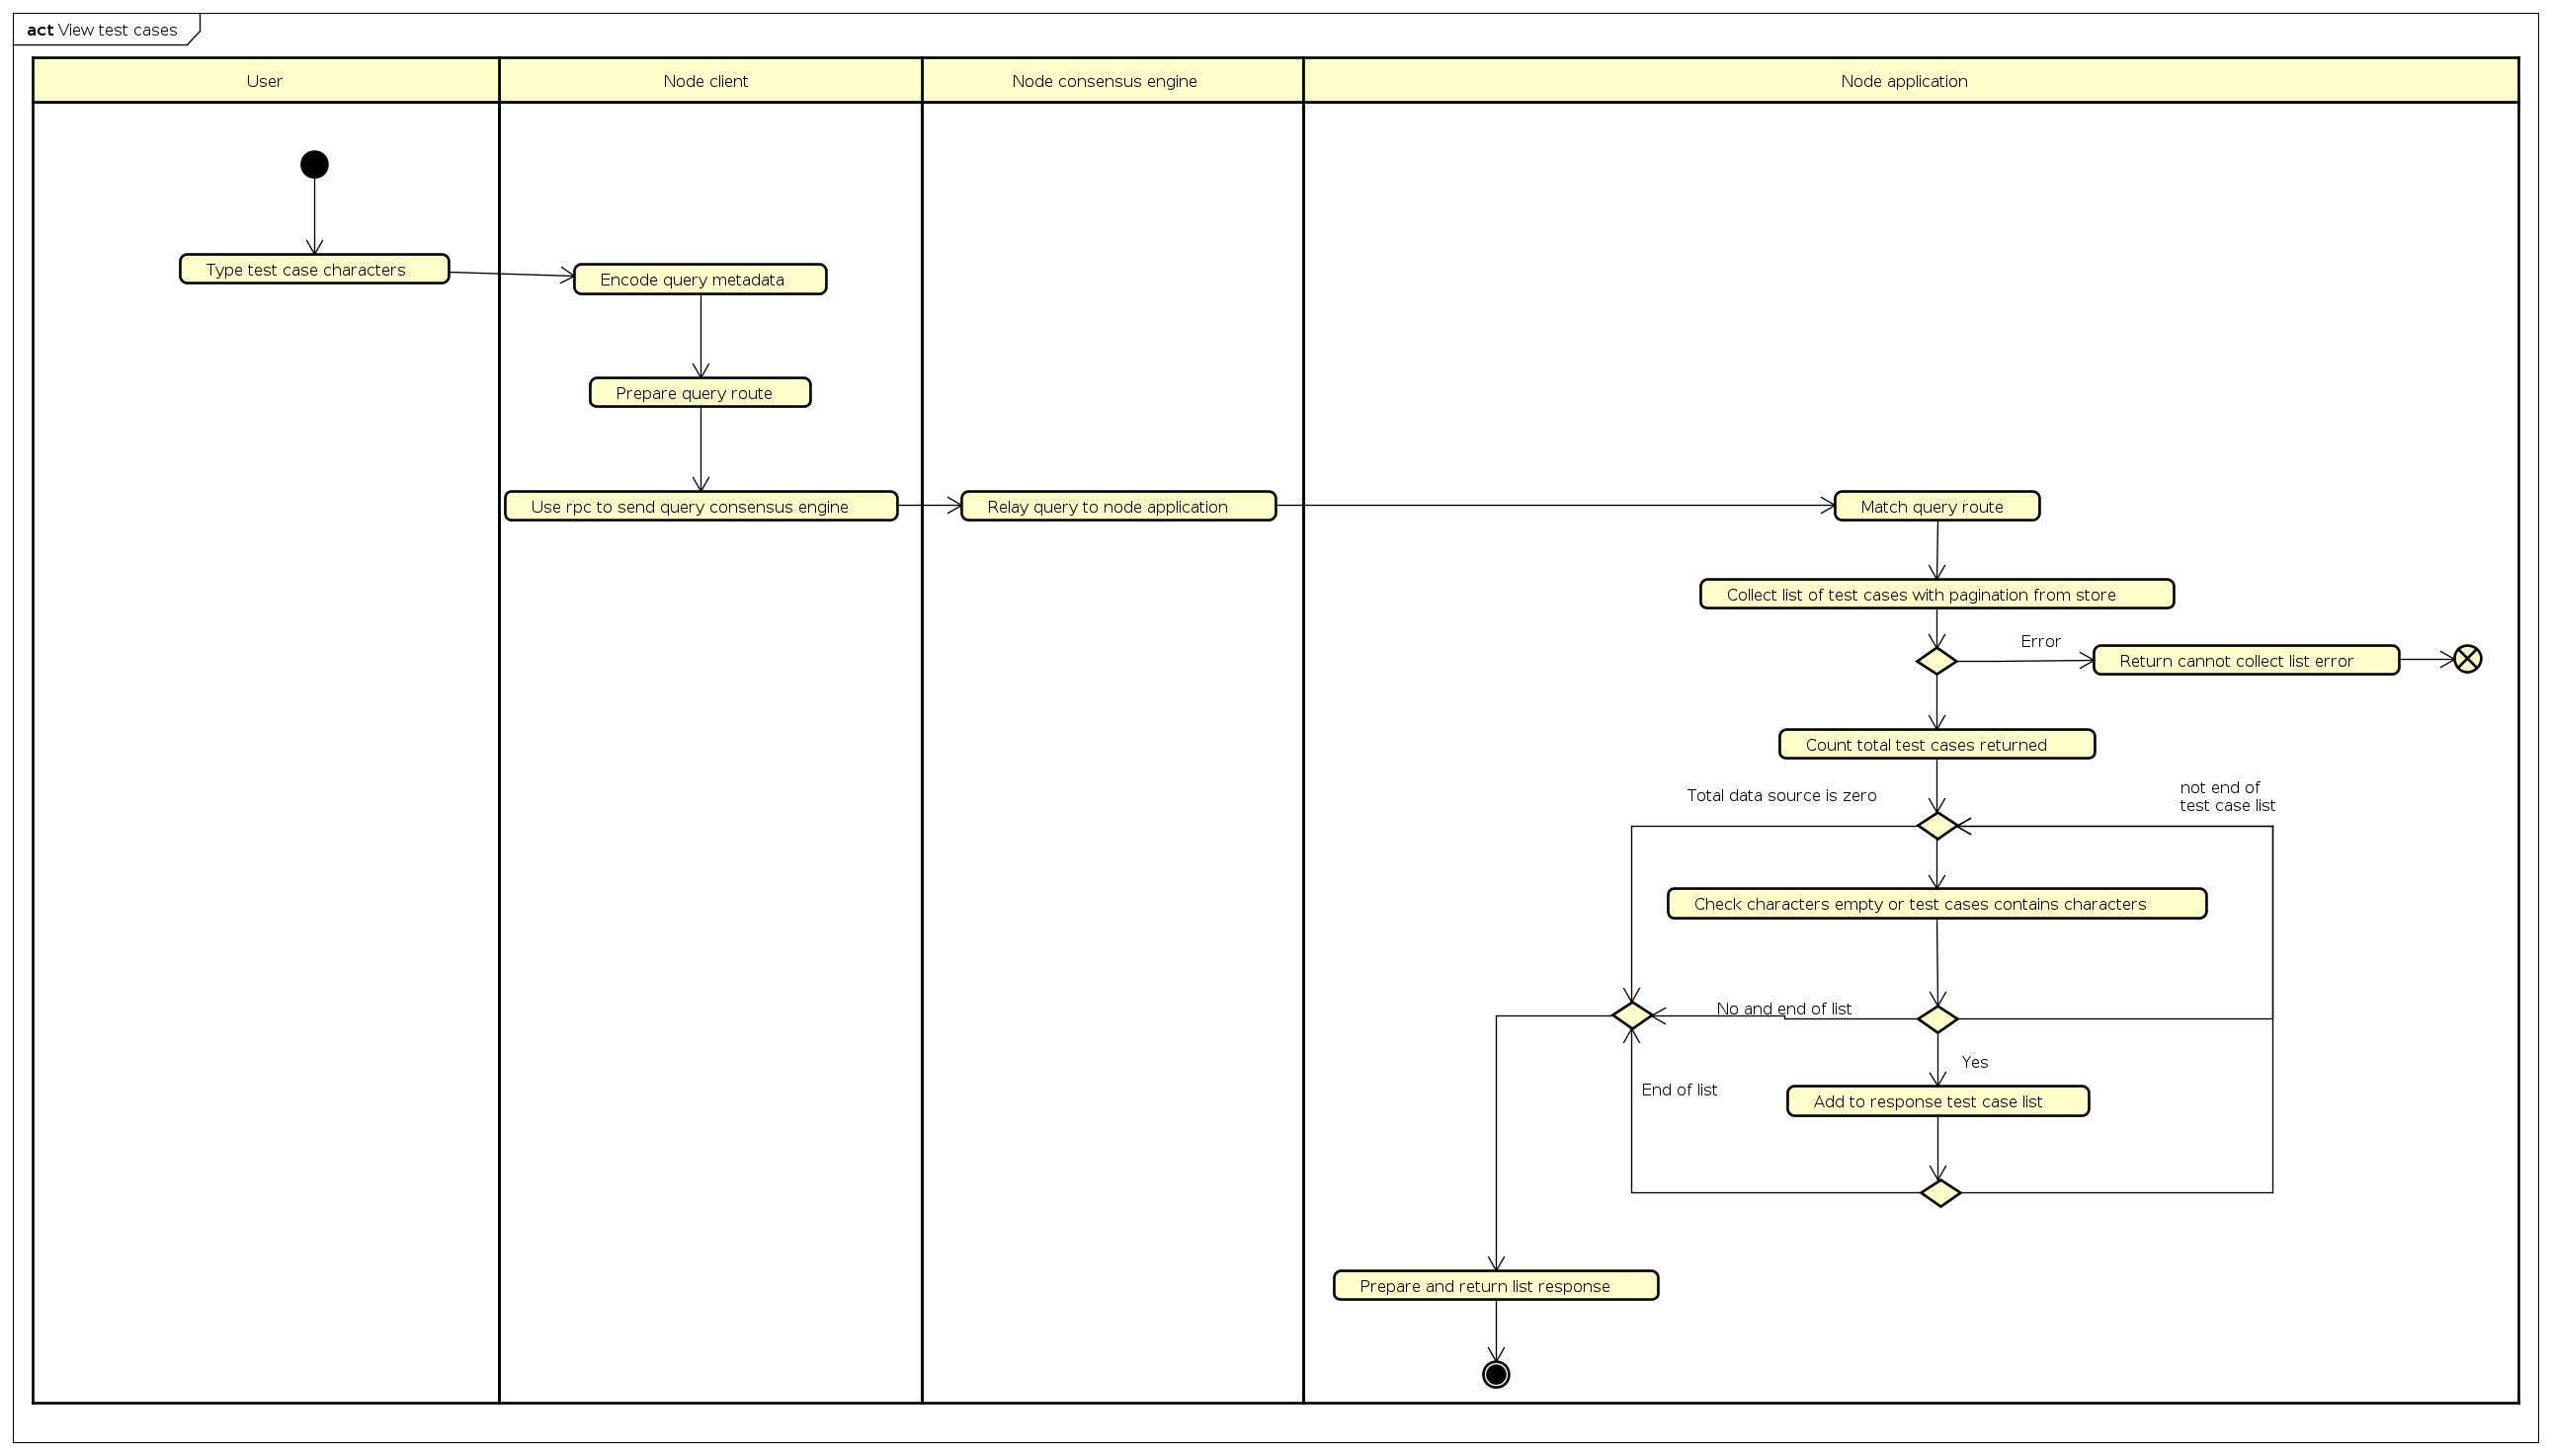 act View test cases
User
Node client
Node consensus engine
Node application
Type test case characters
Encode query metadata
Prepare query route
Use rpc to send query consensus engine
Relay query to node application
Match query route
Collect list of test cases with pagination from store
Error
Return cannot collect list error
Count total test cases returned
Total data source is zero
not end of
test case list
Check characters empty or test cases contains characters
No and end of list
Yes
End of list
Add to response test case list
Prepare and return list response